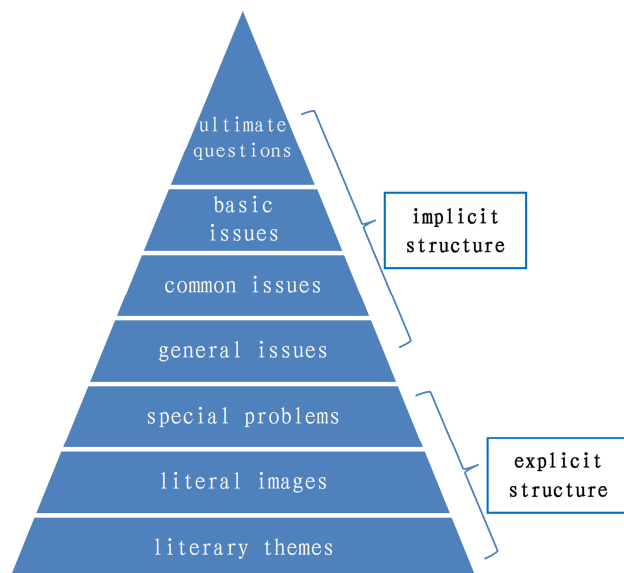 ultimate
questions
basic
issues
implicit
structure
common issues
general issues
special problems
explicit
structure
literal images
literary themes